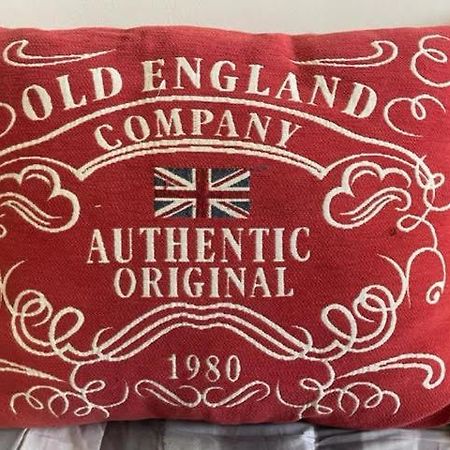 OLD ENGLAND
COMPANY
AUTHENTIC
ORIGINAL
1980